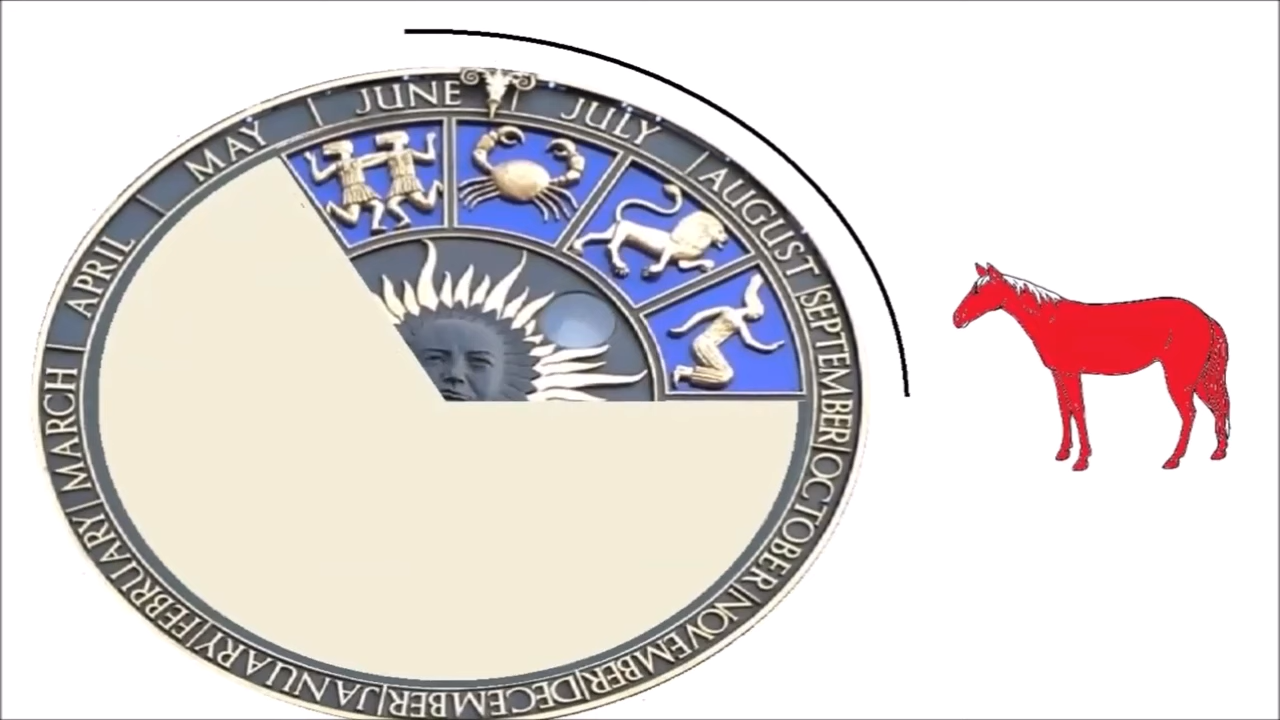 JANUARY
FEBRUARY
MARCH
APRIL
MAY
JUNE
JULY
AUGUST
SEPTEMBER
OCTOBER
NOVEMBER
DECEMBER